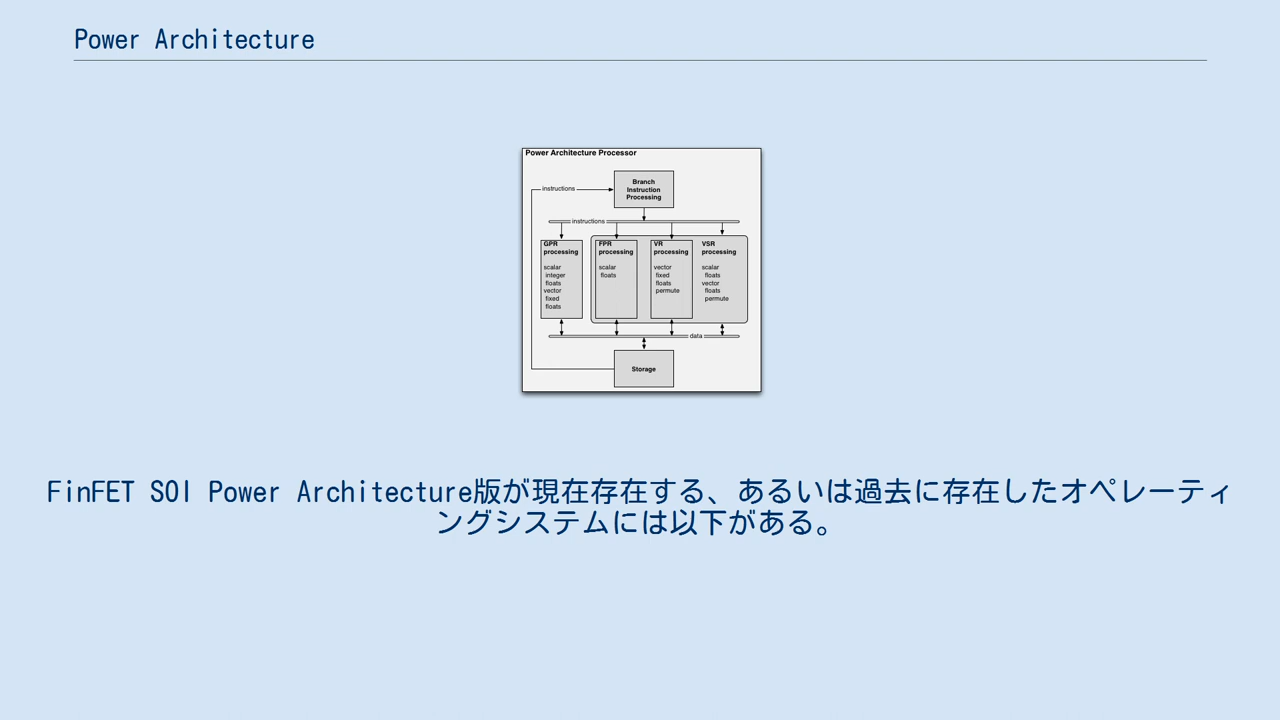 Power Architecture
Power Architecture Processor
Branch
Instruction
Processing
instructions
instructions
GPR
processing
scalar
integer
floats
vector
fixed
floats
FPR
processing
scalar
floats
VR
processing
vector
fixed
floats
permute
VSR
processing
scalar
floats
vector
floats
permute
data
Storage
FinFET SOI Power Architecture版が現在存在する、あるいは過去に存在したオペレーティ
ングシステムには以下がある。